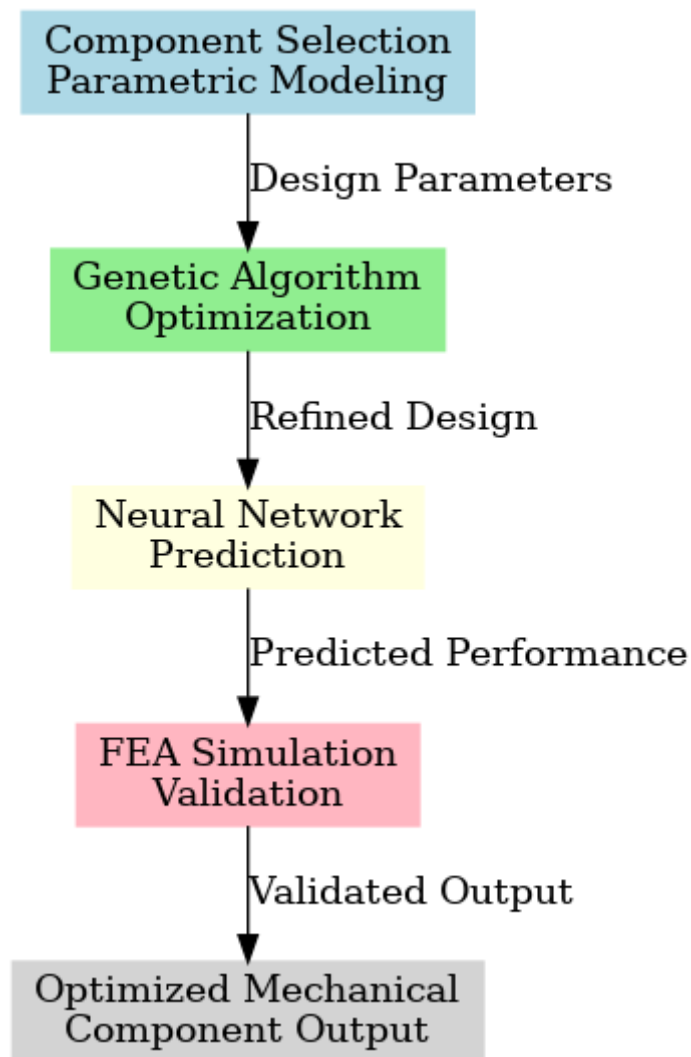 Component Selection
Parametric Modeling
Design Parameters
Genetic Algorithm
Optimization
Refined Design
Neural Network
Prediction
Predicted Performance
FEA Simulation
Validation
Validated Output
Optimized Mechanical
Component Output